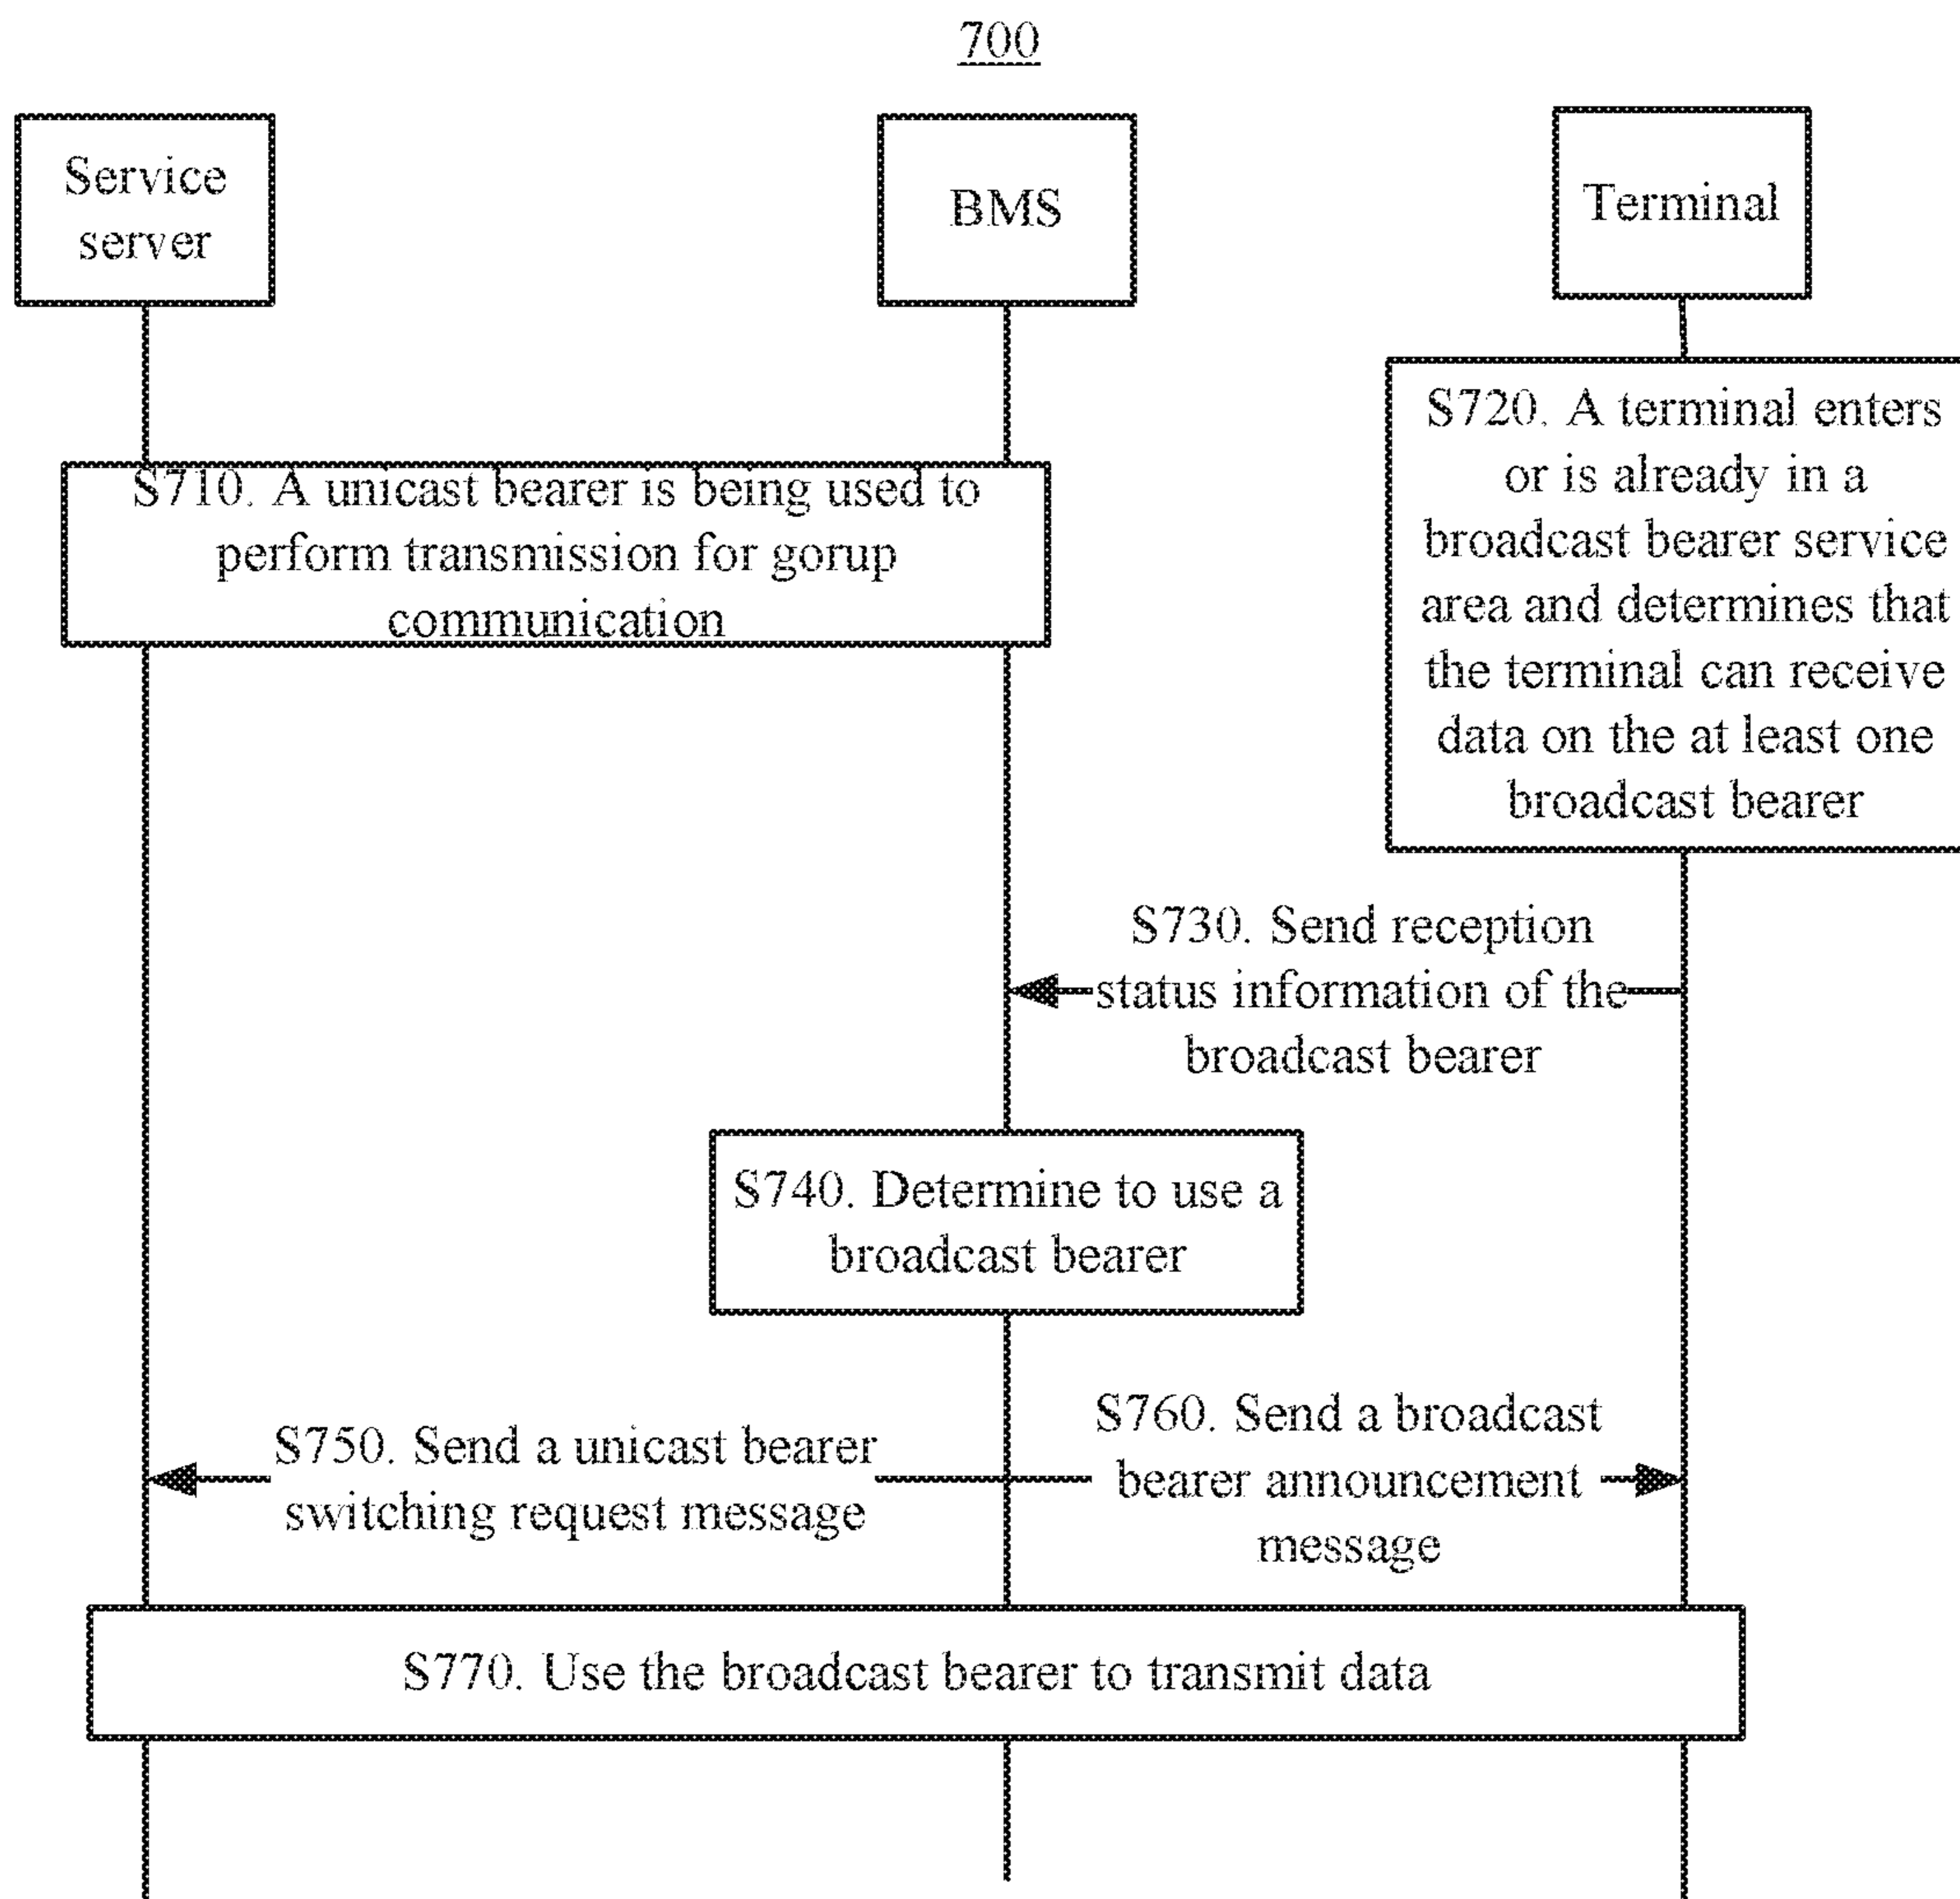 700
Service
server
BMS
Terminal
S710. A unicast bearer is being used to
perform transmission for gorup
communication
S720. A terminal enters
or is already in a
broadcast bearer service
area and determines that
the terminal can receive
data on the at least one
broadcast bearer
S730. Send reception
status information of the
broadcast bearer
S740. Determine to use a
broadcast bearer
S750. Send a unicast bearer
switching request message
S760. Send a broadcast
bearer announcement
message
S770. Use the broadcast bearer to transmit data